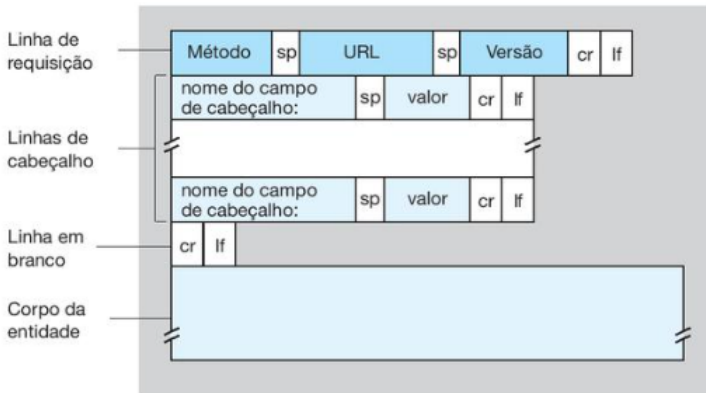 Linha de
requisição
Método sp URL sp Versão cr lf
nome do campo
de cabeçalho: sp valor cr lf
Linhas de
cabeçalho
nome do campo
de cabeçalho: sp valor cr lf
Linha em
branco
cr lf
Corpo da
entidade